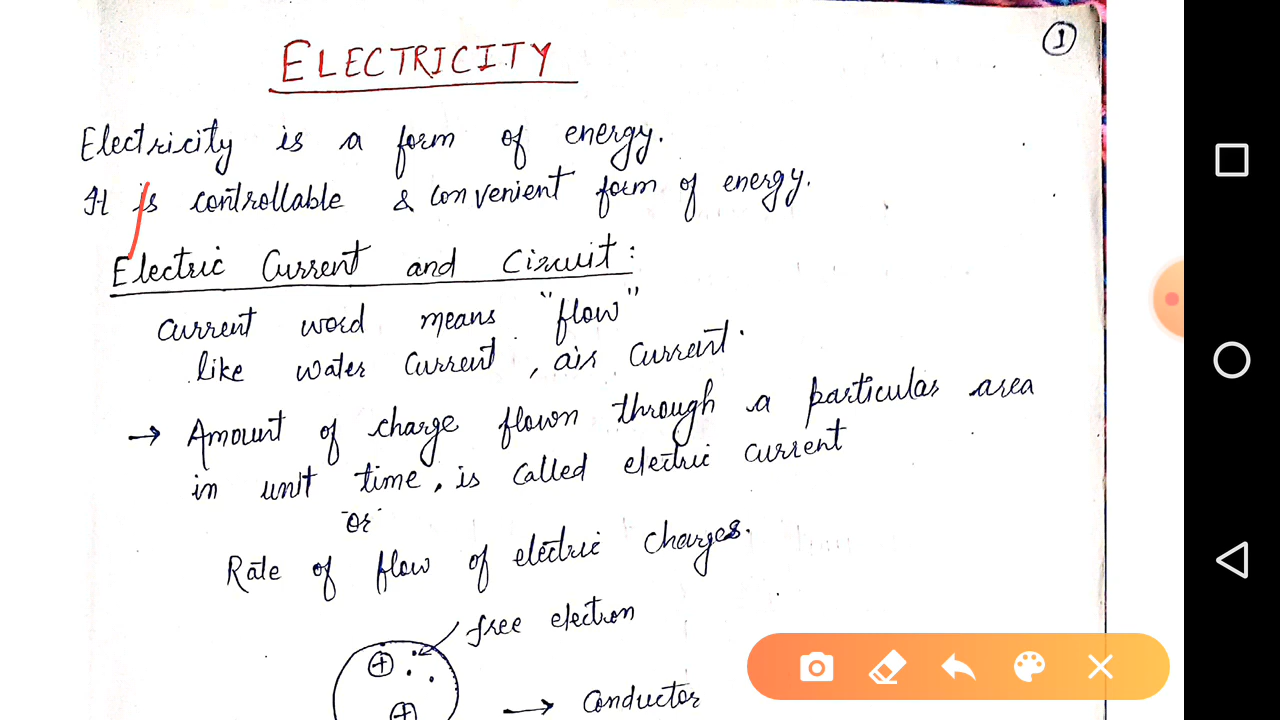 1
ELECTRICITY
Electricity is a form of energy.
It is controllable & convenient form of energy.
Electric Current and Circuit:
Current word means "flow"
like water current, air current.
→ Amount of charge flown through a particular area
in unit time, is called electric current
or
Rate of flow of electric charges.
free electron
+
+
→ Conductor